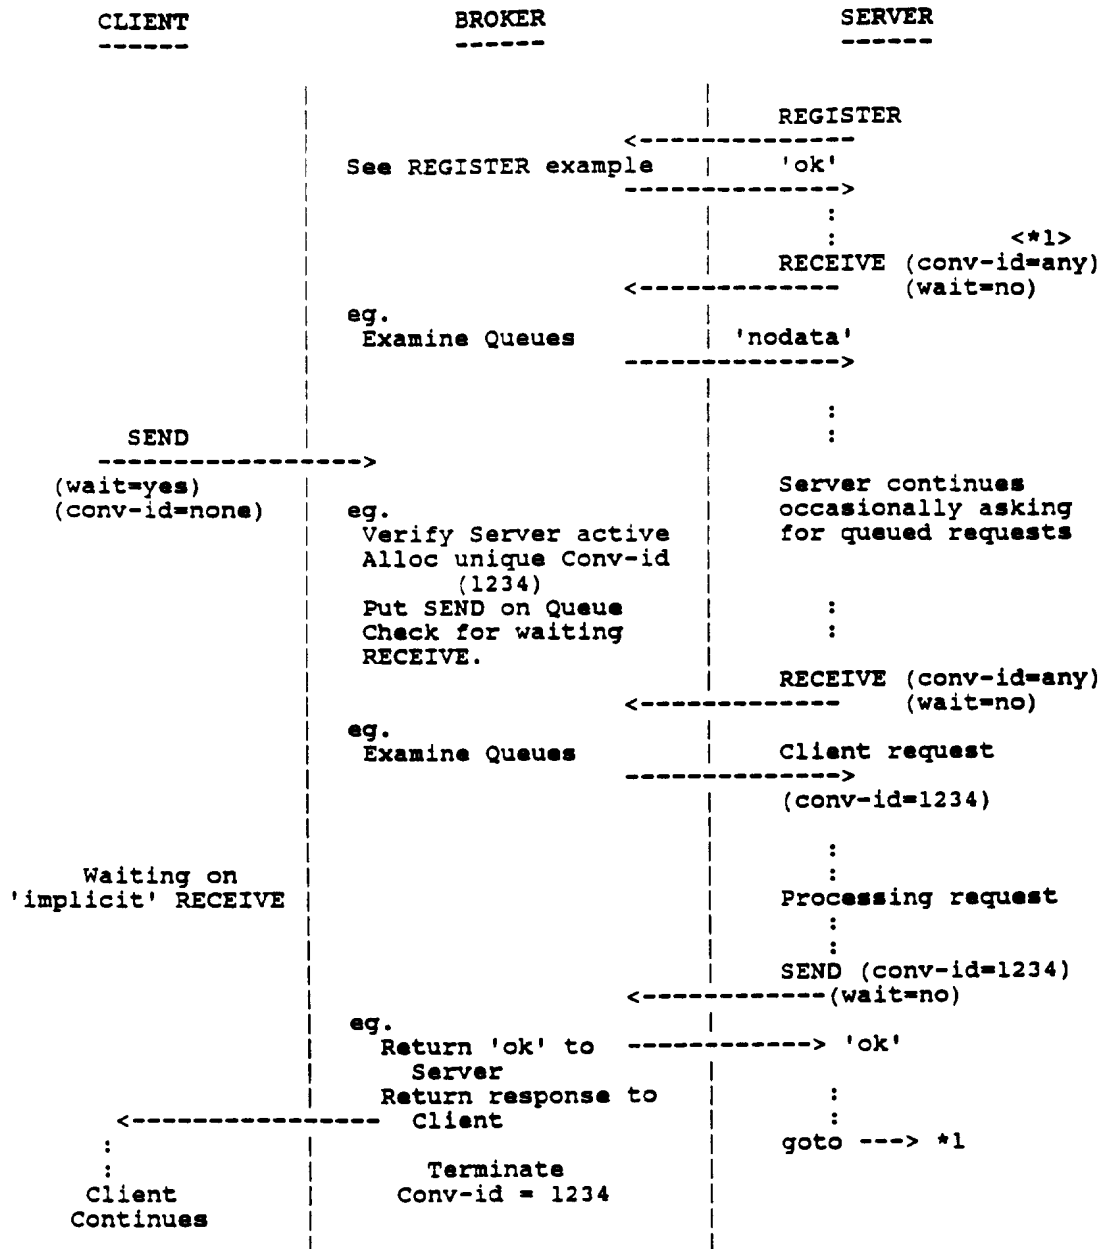 CLIENT BROKER SERVER
------ ------ ------
REGISTER
<---------------
See REGISTER example 'ok'
--------------->
:
: <*1>
RECEIVE (conv-id=any)
<-------------- (wait=no)
eg.
Examine Queues 'nodata'
--------------->
:
SEND :
------------------>
(wait=yes) Server continues
(conv-id=none) eg. occasionally asking
Verify Server active for queued requests
Alloc unique Conv-id
(1234)
Put SEND on Queue :
Check for waiting :
RECEIVE.
RECEIVE (conv-id=any)
<-------------- (wait=no)
eg.
Examine Queues Client request
--------------->
(conv-id=1234)
:
Waiting on :
'implicit' RECEIVE Processing request
:
:
SEND (conv-id=1234)
<-------------(wait=no)
eg.
Return 'ok' to -------------> 'ok'
Server
Return response to :
<----------------- Client :
: goto ---> *1
: Terminate
Client Conv-id = 1234
Continues